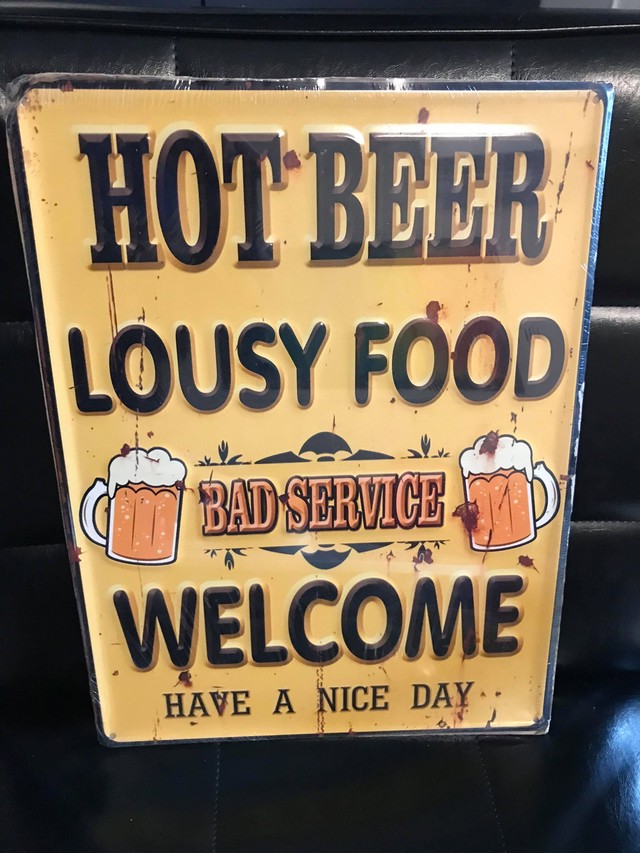 HOT BEER
LOUSY FOOD
BAD SERVICE
WELCOME
HAVE A NICE DAY